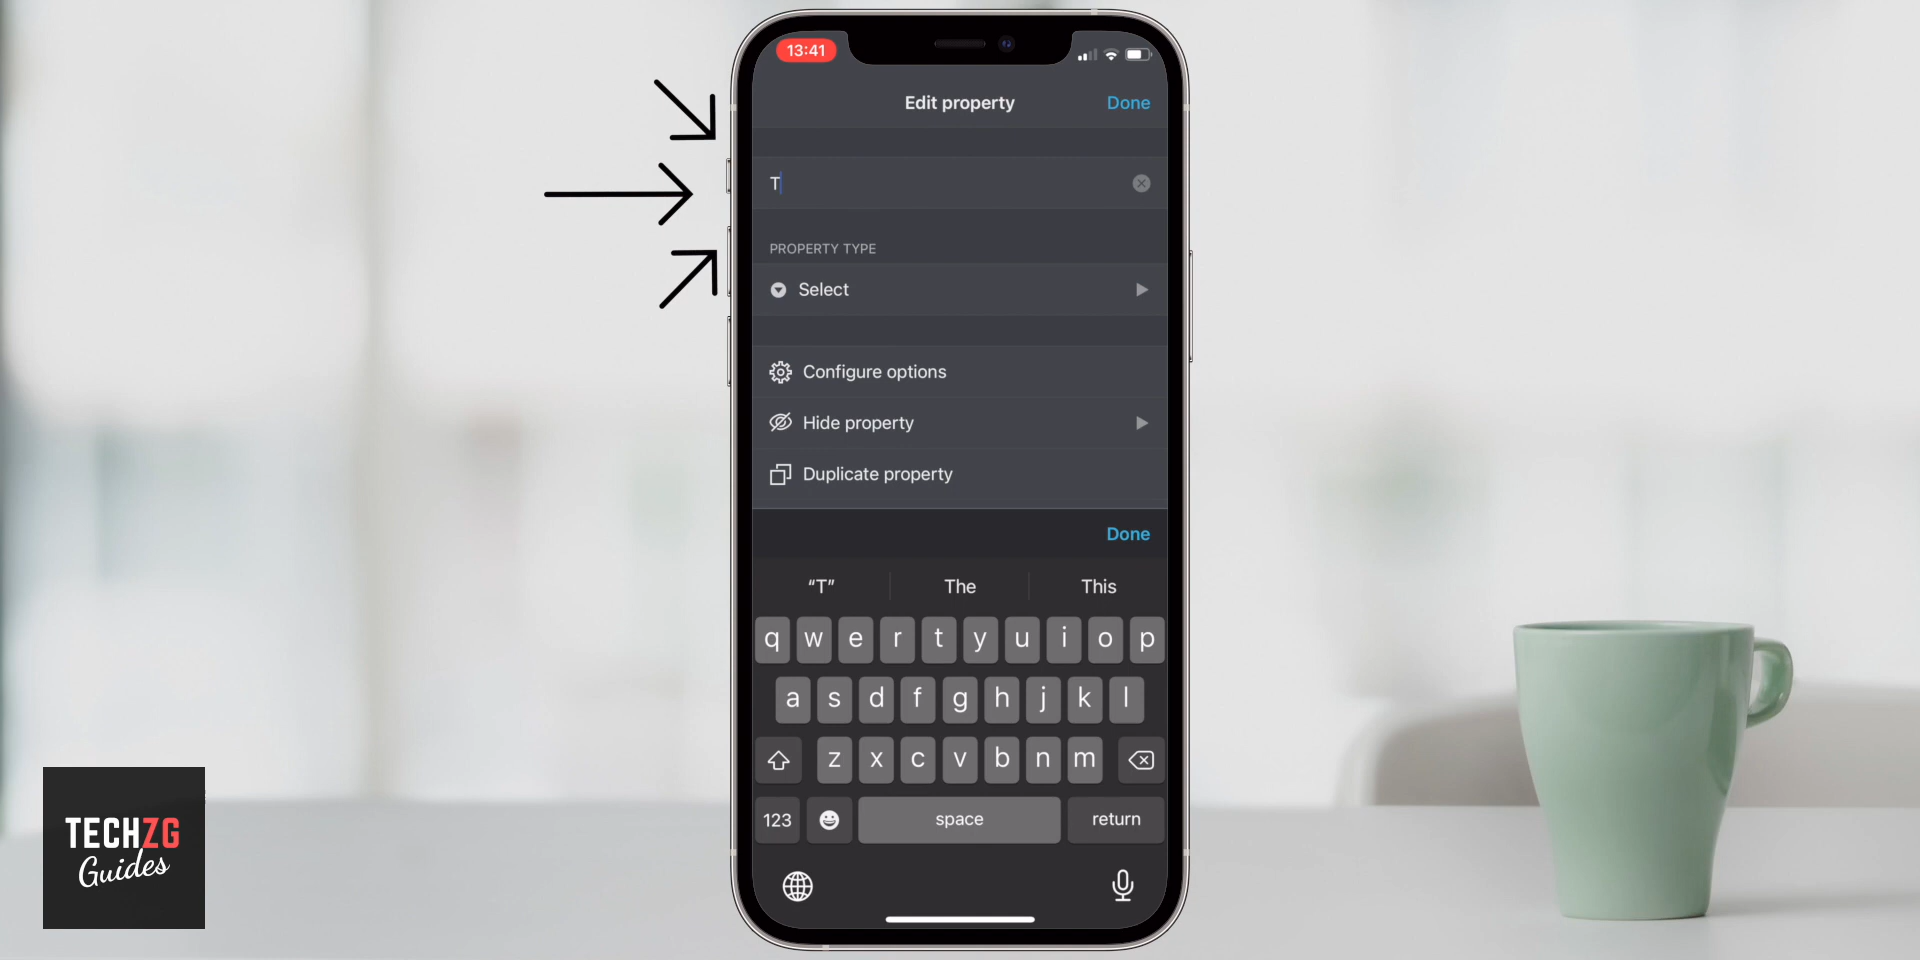 13:41
Edit property
Done
T
PROPERTY TYPE
Select
Configure options
Hide property
Duplicate property
Done
“T” The This
q w e r t y u i o p
a s d f g h j k l
z x c v b n m
123 space return
TECHZG
Guides